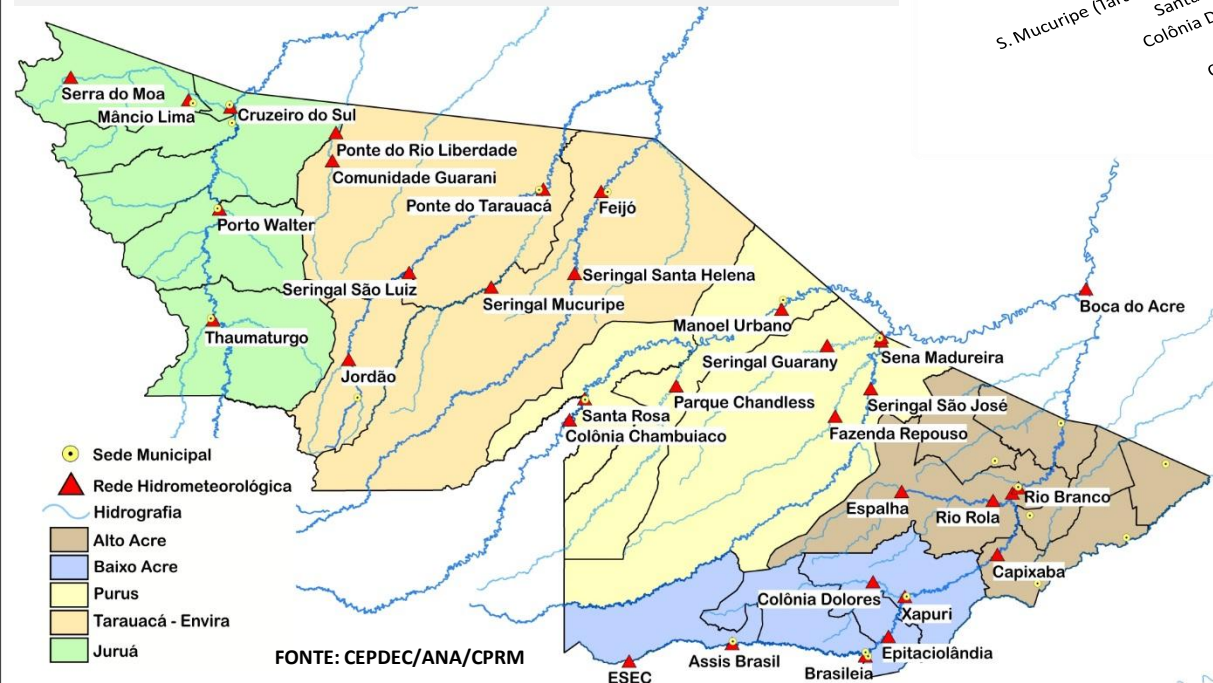 S. Mucuripe
Colônia D
Serra do Moa
Mâncio Lima
Cruzeiro do Sul
Ponte do Rio Liberdade
Comunidade Guarani
Ponte do Tarauacá
Feijó
Porto Walter
Seringal São Luiz
Seringal Mucuripe
Seringal Santa Helena
Boca do Acre
Manoel Urbano
Thaumaturgo
Seringal Guarany
Sena Madureira
Jordão
Parque Chandless
Seringal São José
Santa Rosa
Colônia Chambuiaco
Fazenda Repouso
Sede Municipal
Rede Hidrometeorológica
Hidrografia
Alto Acre
Baixo Acre
Purus
Tarauacá - Envira
Juruá
Espalha
Rio Rola
Rio Branco
Capixaba
Colônia Dolores
Xapuri
Epitaciolândia
Assis Brasil
Brasileia
ESEC
FONTE: CEPDEC/ANA/CPRM